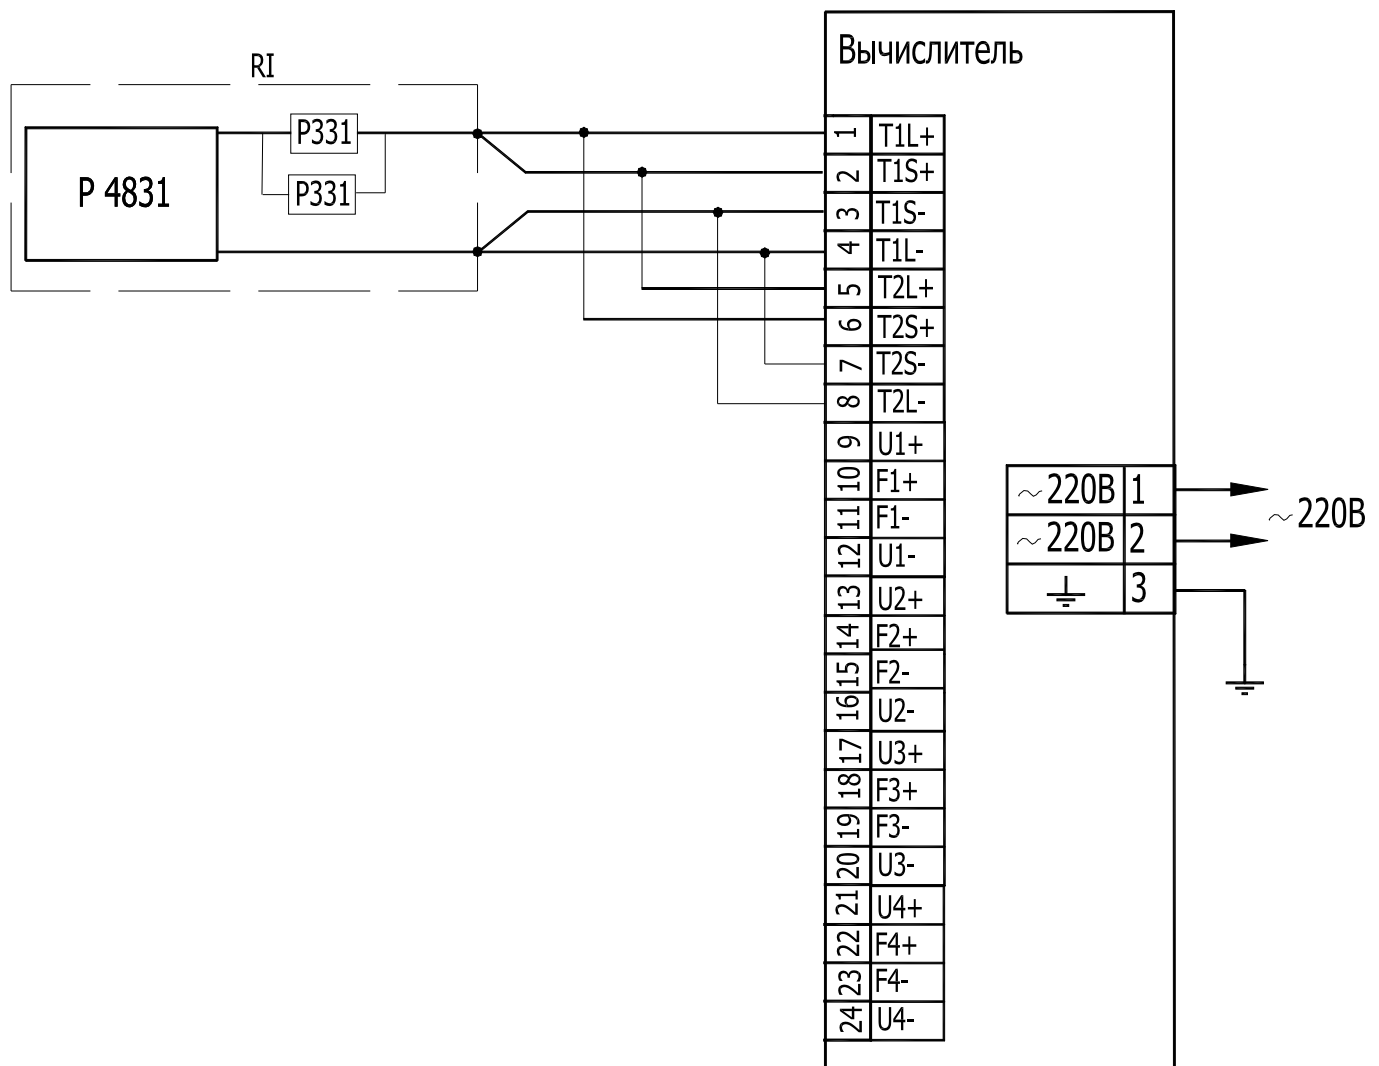 Вычислитель
RI
P331
P331
P 4831
1 T1L+
2 T1S+
3 T1S-
4 T1L-
5 T2L+
6 T2S+
7 T2S-
8 T2L-
9 U1+
10 F1+
11 F1-
12 U1-
13 U2+
14 F2+
15 F2-
16 U2-
17 U3+
18 F3+
19 F3-
20 U3-
21 U4+
22 F4+
23 F4-
24 U4-
~220В 1
~220В 2
3
~220В